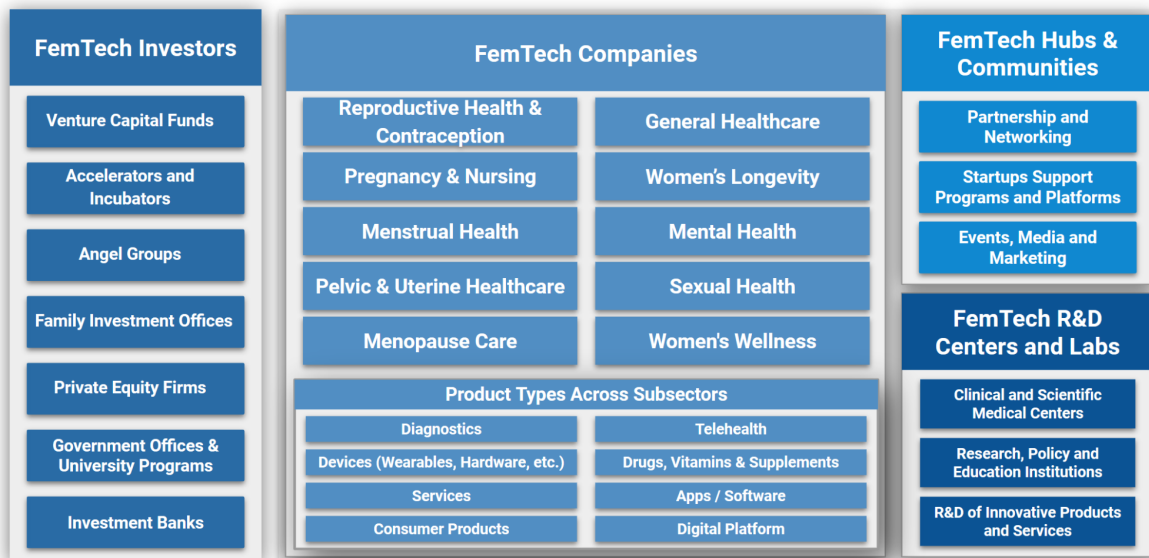 FemTech Investors
Venture Capital Funds
Accelerators and
Incubators
Angel Groups
Family Investment Offices
Private Equity Firms
Government Offices &
University Programs
Investment Banks
FemTech Companies
Reproductive Health &
Contraception
General Healthcare
Pregnancy & Nursing
Women’s Longevity
Menstrual Health
Mental Health
Pelvic & Uterine Healthcare
Sexual Health
Menopause Care
Women's Wellness
Product Types Across Subsectors
Diagnostics
Telehealth
Devices (Wearables, Hardware, etc.)
Drugs, Vitamins & Supplements
Services
Apps / Software
Consumer Products
Digital Platform
FemTech Hubs &
Communities
Partnership and
Networking
Startups Support
Programs and Platforms
Events, Media and
Marketing
FemTech R&D
Centers and Labs
Clinical and Scientific
Medical Centers
Research, Policy and
Education Institutions
R&D of Innovative Products
and Services